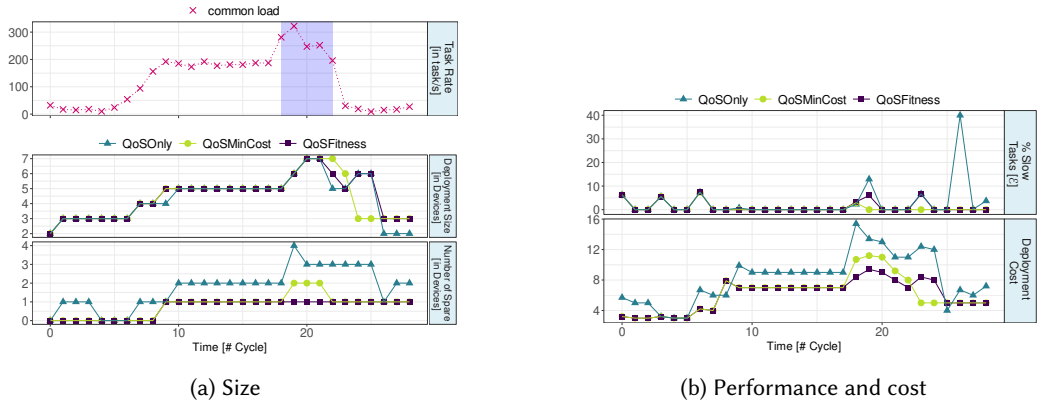 common load
300
200
100
0
Task Rate
[in task/s]
QoSOnly QoSMinCost QoSFitness
7
6
5
4
3
2
Deployment Size
[in Devices]
4
3
2
1
0
Number of Spare
[in Devices]
0 10 20
Time [# Cycle]
(a) Size
QoSOnly QoSMinCost QoSFitness
40
30
20
10
0
% Slow
Tasks [ℰ]
16
12
8
4
Deployment
Cost
0 10 20
Time [# Cycle]
(b) Performance and cost